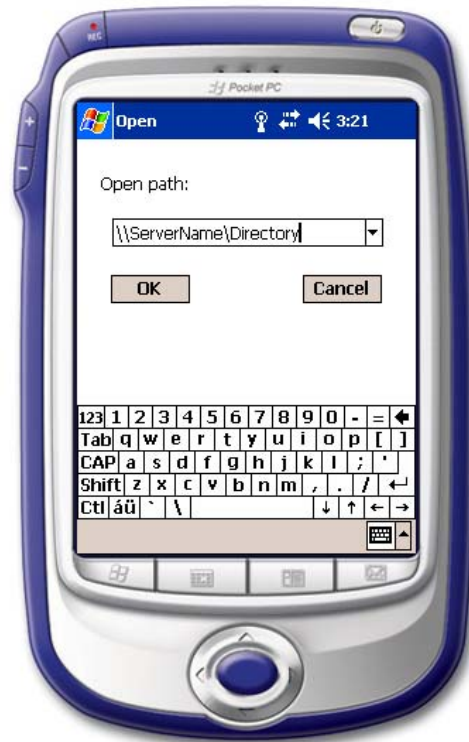 REC
Pocket PC
Open 3:21
Open path:
\\ServerName\Directory
OK Cancel
123 1 2 3 4 5 6 7 8 9 0 - =
Tab q w e r t y u i o p [ ]
CAP a s d f g h j k l ; '
Shift z x c v b n m , . /
Ctl áü ` \